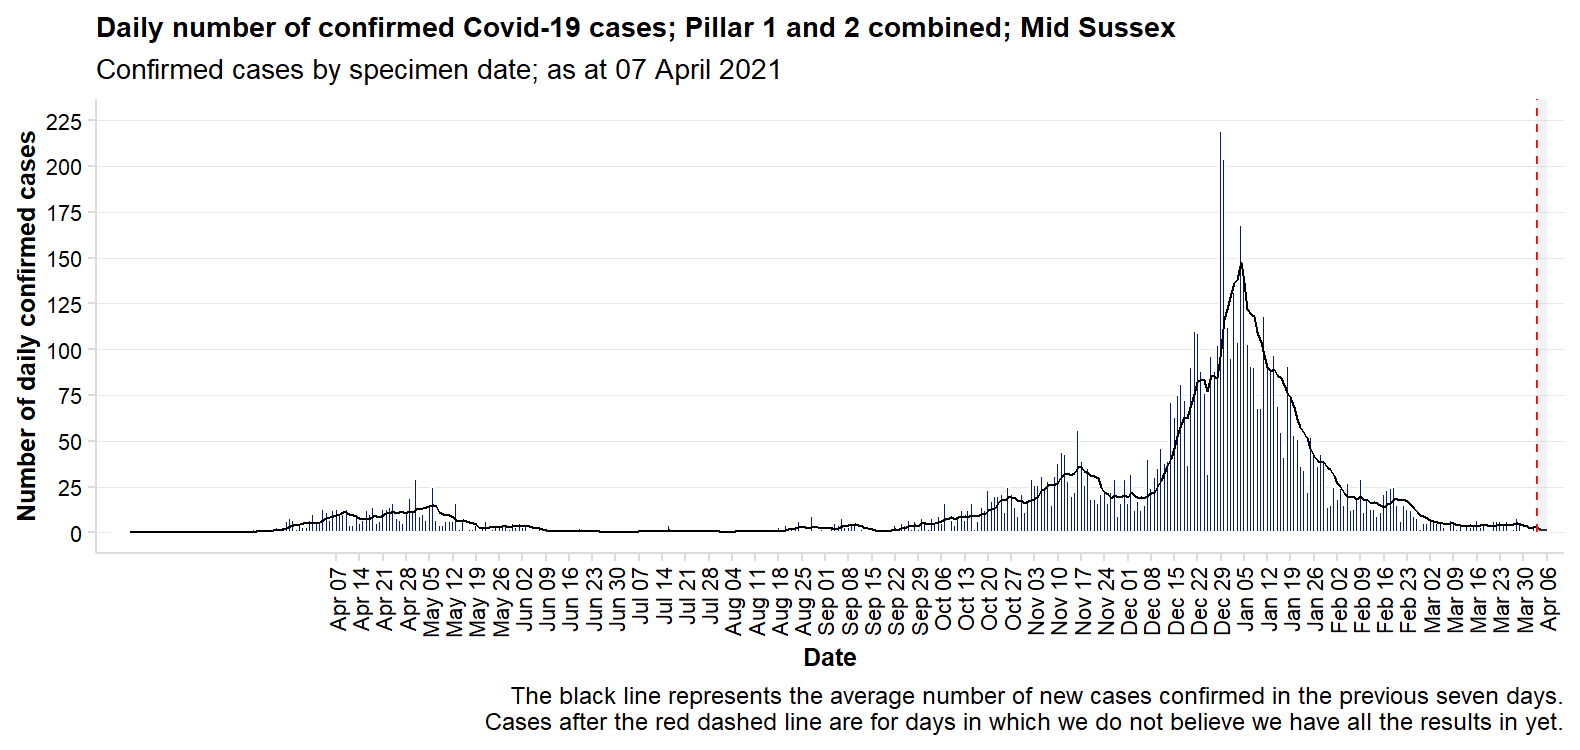 Daily number of confirmed Covid-19 cases; Pillar 1 and 2 combined; Mid Sussex
Confirmed cases by specimen date; as at 07 April 2021
Number of daily confirmed cases
225
200
175
150
125
100
75
50
25
0
Apr 07
Apr 14
Apr 21
Apr 28
May 05
May 12
May 19
May 26
Jun 02
Jun 09
Jun 16
Jun 23
Jun 30
Jul 07
Jul 14
Jul 21
Jul 28
Aug 04
Aug 11
Aug 18
Aug 25
Sep 01
Sep 08
Sep 15
Sep 22
Sep 29
Oct 06
Oct 13
Oct 20
Oct 27
Nov 03
Nov 10
Nov 17
Nov 24
Dec 01
Dec 08
Dec 15
Dec 22
Dec 29
Jan 05
Jan 12
Jan 19
Jan 26
Feb 02
Feb 09
Feb 16
Feb 23
Mar 02
Mar 09
Mar 16
Mar 23
Mar 30
Apr 06
Date
The black line represents the average number of new cases confirmed in the previous seven days.
Cases after the red dashed line are for days in which we do not believe we have all the results in yet.